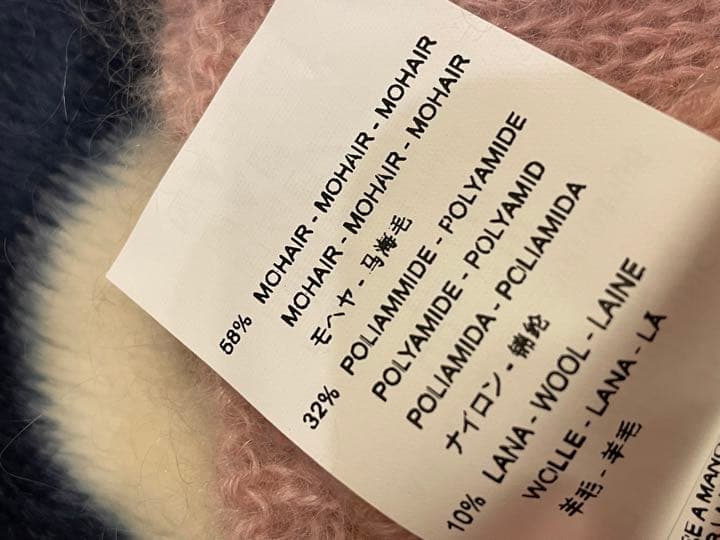 58% MOHAIR - MOHAIR - MOHAIR
MOHAIR - MOHAIR - MOHAIR
モヘヤ - 马海毛
32% POLIAMMIDE - POLYAMIDE
POLYAMIDE - POLYAMID
POLIAMIDA - POLIAMIDA
ナイロン - 锦纶
10% LANA - WOOL - LAINE
WOLLE - LANA - LÃ
羊毛 - 羊毛